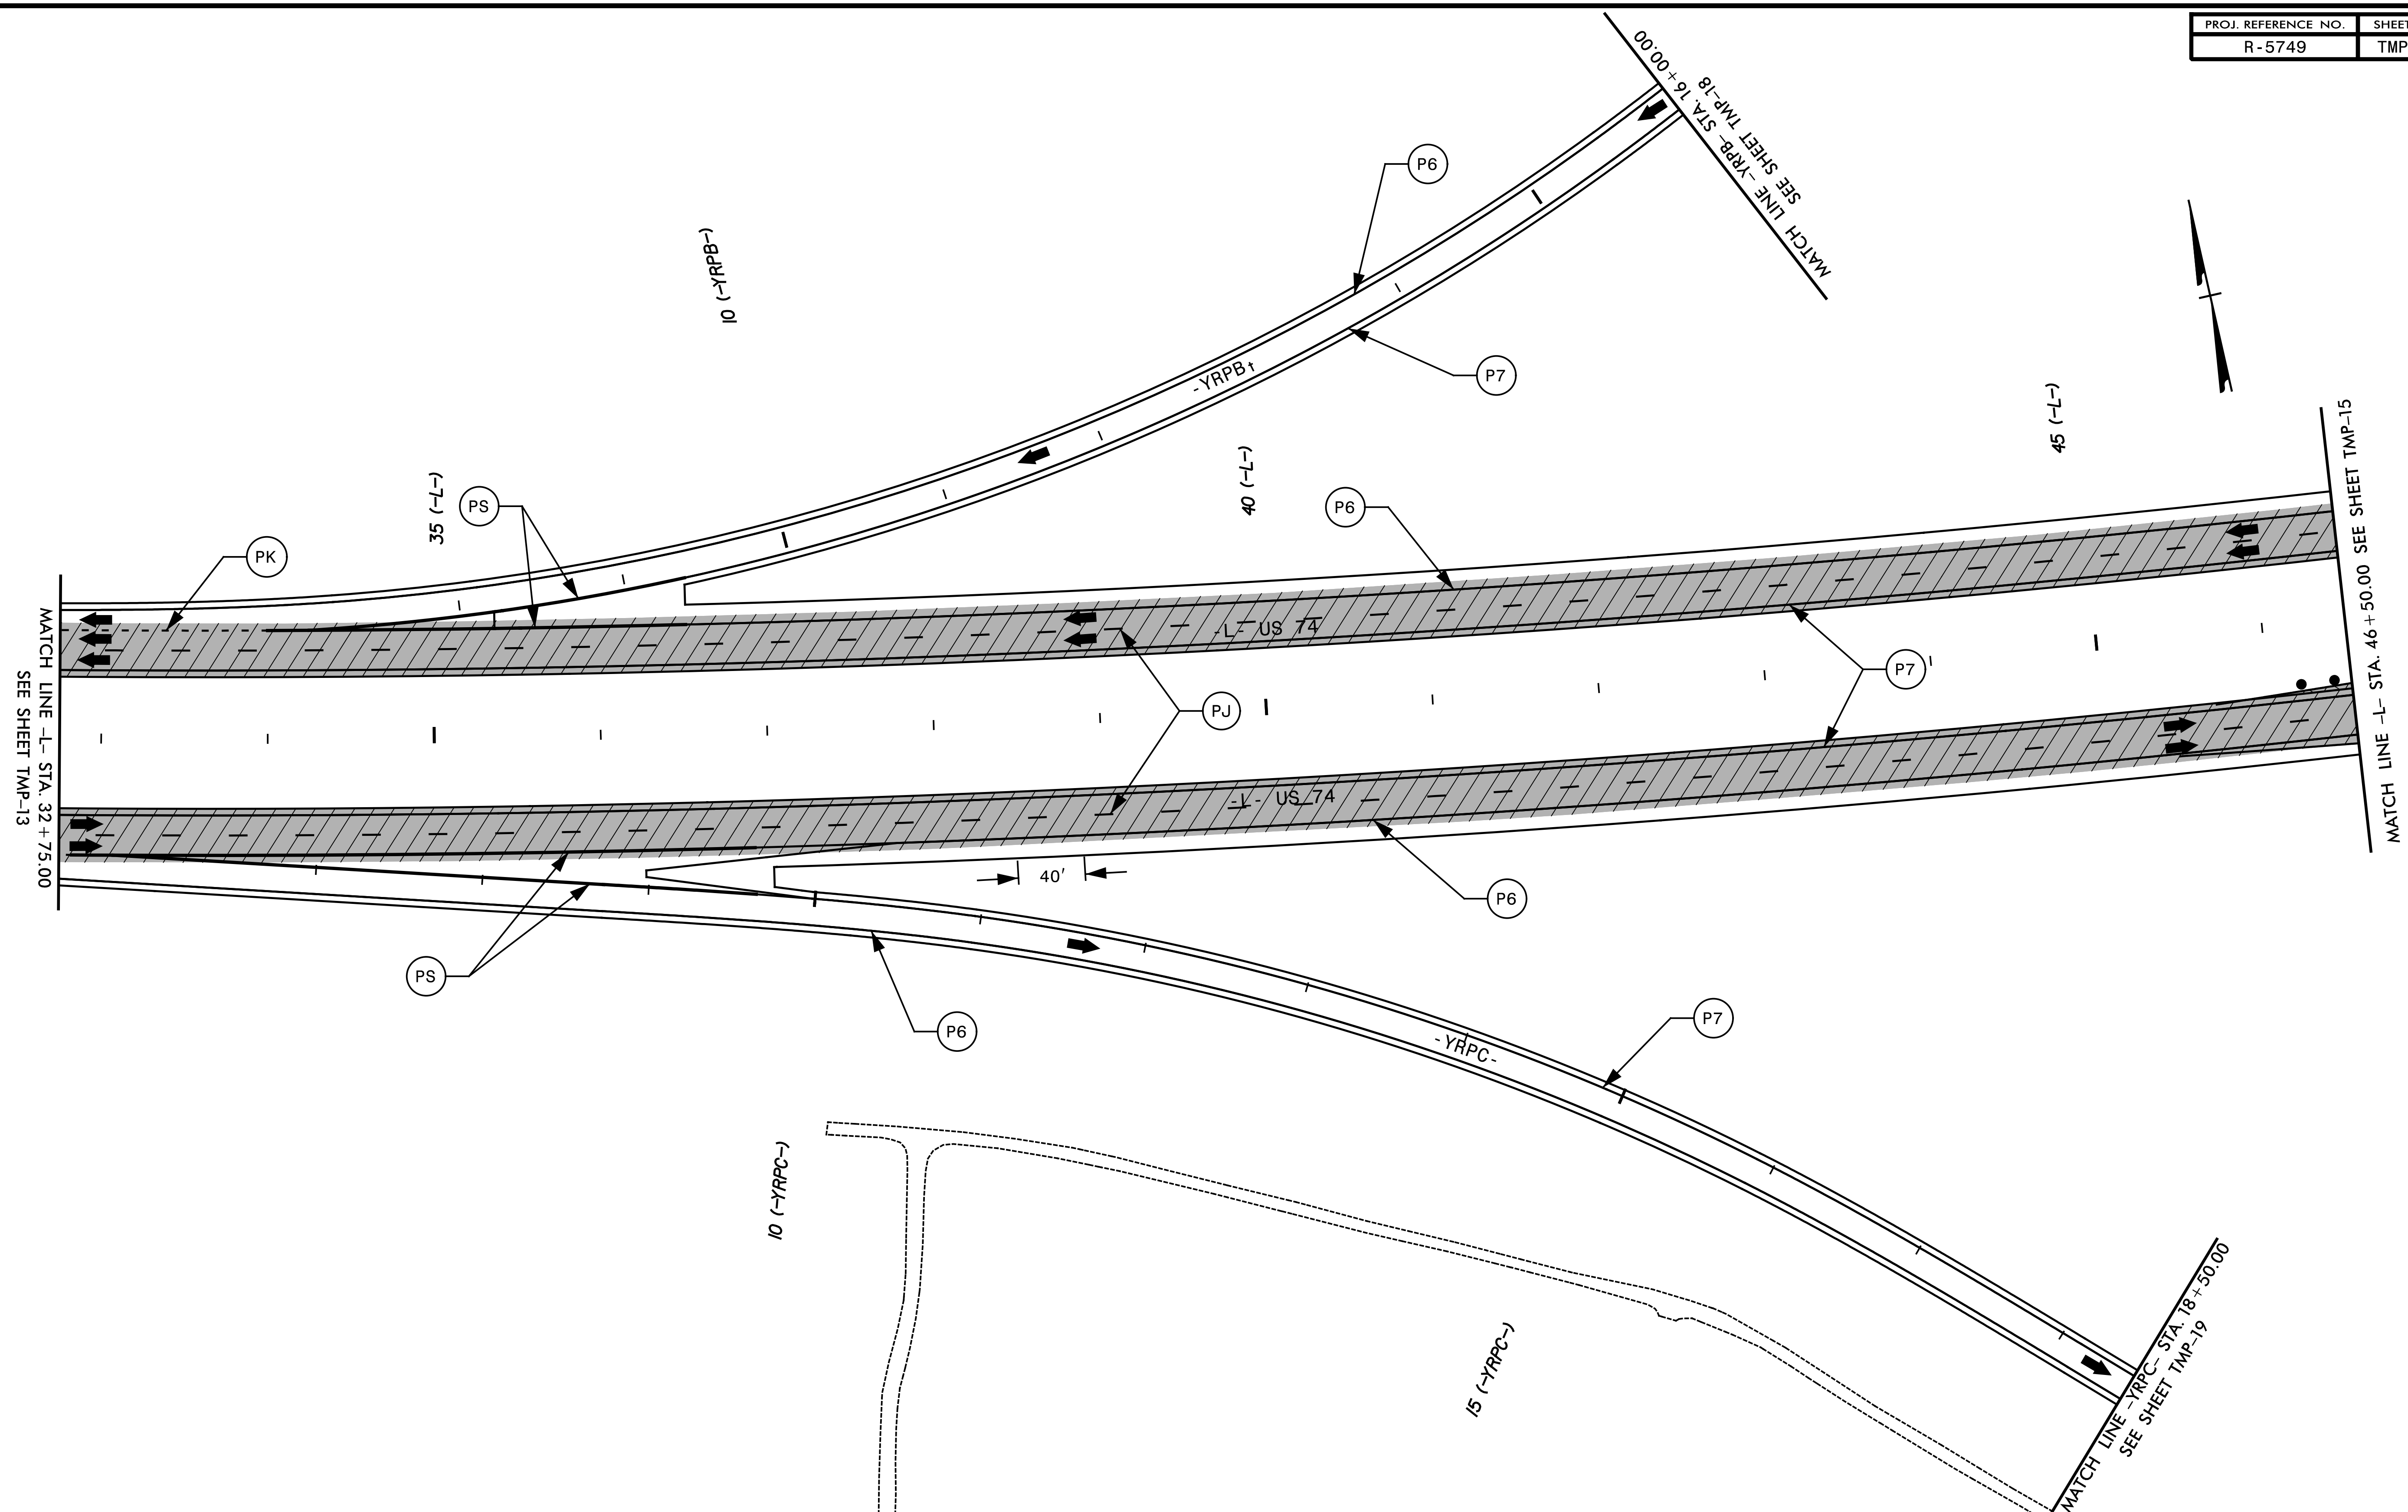 PROJ. REFERENCE NO. SHEET
R-5749 TMP
MATCH LINE -YRPB- STA. 16+00.00
SEE SHEET TMP-18
P6
10 (-YRPB-)
P7
-YRPB-
45 (-L-)
MATCH LINE -L- STA. 46+50.00 SEE SHEET TMP-15
35 (-L-)
PS
40 (-L-)
P6
PK
-L- US 74
MATCH LINE -L- STA. 32+75.00
SEE SHEET TMP-13
P7
PJ
-L- US 74
40'
P6
PS
P6
P7
-YRPC-
10 (-YRPC-)
15 (-YRPC-)
MATCH LINE -YRPC- STA. 18+50.00
SEE SHEET TMP-19